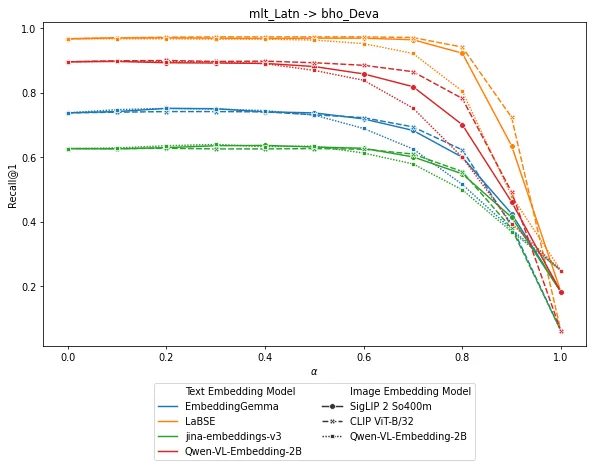 mlt_Latn -> bho_Deva
Recall@1
1.0
0.8
0.6
0.4
0.2
0.0 0.2 0.4 0.6 0.8 1.0
α
Text Embedding Model
EmbeddingGemma
LaBSE
jina-embeddings-v3
Qwen-VL-Embedding-2B
Image Embedding Model
SigLIP 2 So400m
CLIP ViT-B/32
Qwen-VL-Embedding-2B